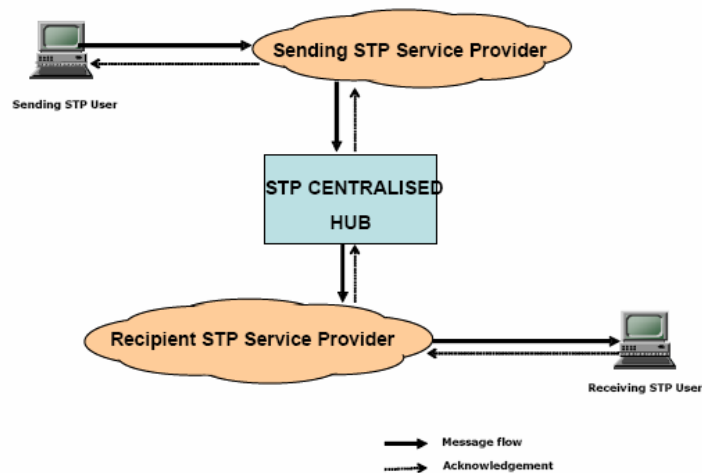 Sending STP Service Provider
Sending STP User
STP CENTRALISED
HUB
Recipient STP Service Provider
Receiving STP User
Message flow
Acknowledgement